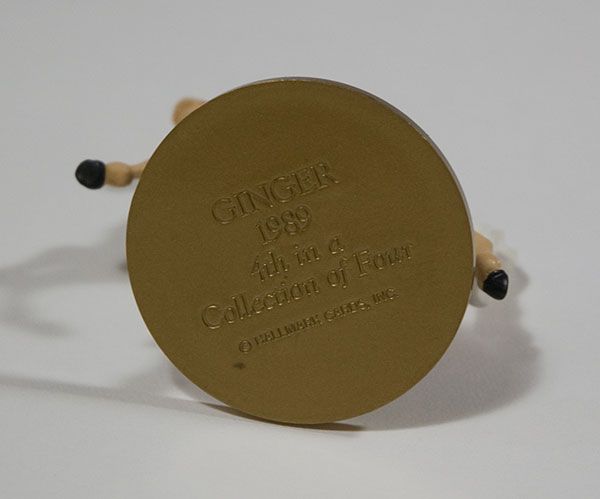 GINGER
1989
4th in a
Collection of Four
© HALLMARK CARDS, INC.